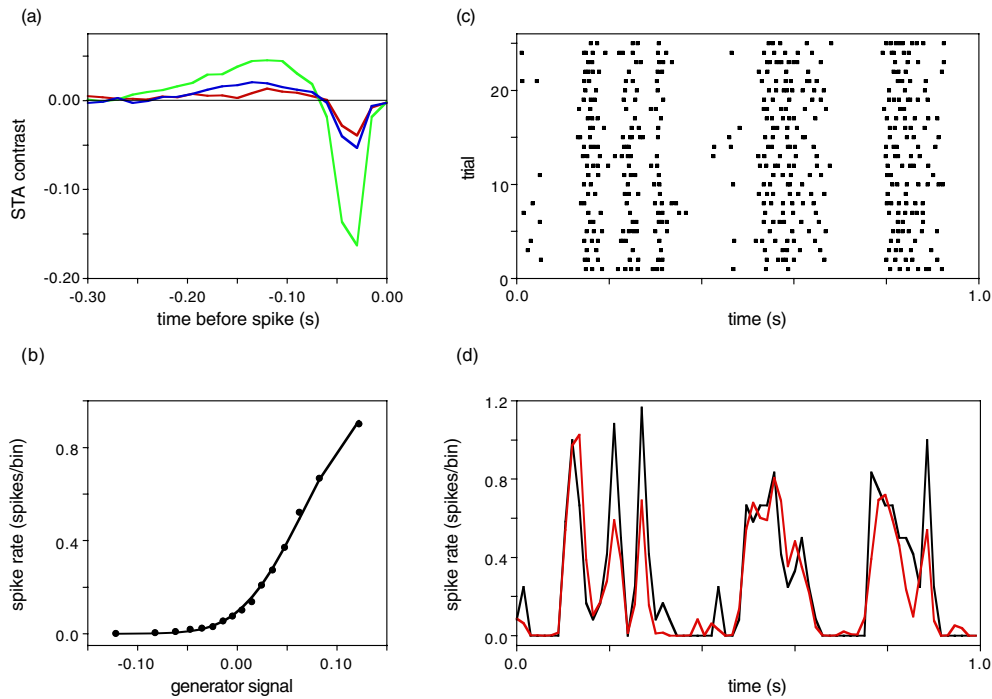 (a)
STA contrast
0.00
-0.10
-0.20
-0.30
-0.20
-0.10
0.00
time before spike (s)
(c)
trial
20
10
0
0.0
1.0
time (s)
(b)
spike rate (spikes/bin)
0.8
0.4
0.0
-0.10
0.00
0.10
generator signal
(d)
spike rate (spikes/bin)
1.2
0.8
0.4
0.0
0.0
1.0
time (s)